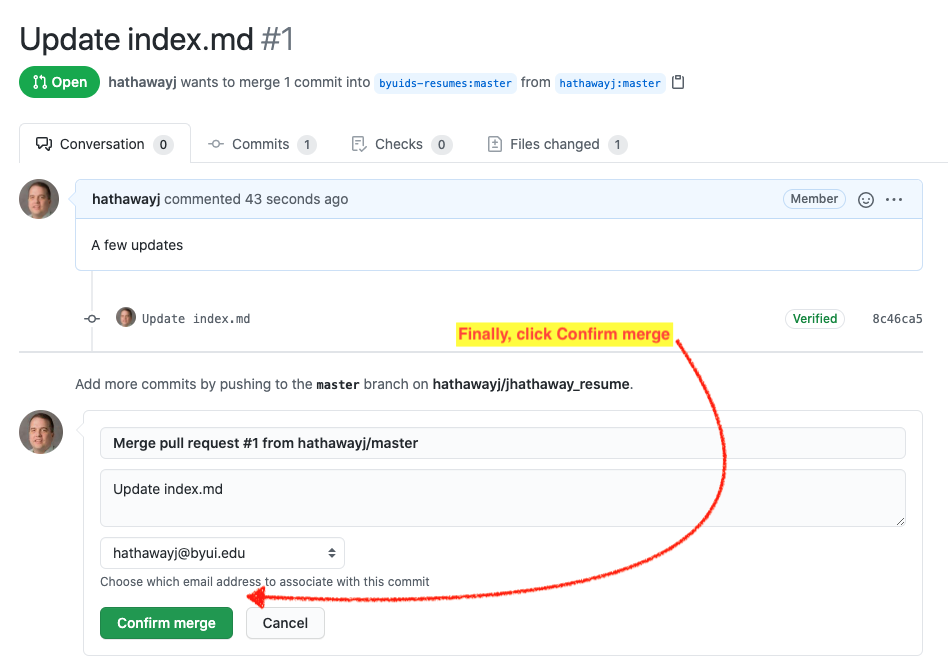 Update index.md #1
Open hathawayj wants to merge 1 commit into byuids-resumes:master from hathawayj:master
Conversation 0 Commits 1 Checks 0 Files changed 1
hathawayj commented 43 seconds ago Member
A few updates
Update index.md Verified 8c46ca5
Finally, click Confirm merge
Add more commits by pushing to the master branch on hathawayj/jhathaway_resume.
Merge pull request #1 from hathawayj/master
Update index.md
hathawayj@byui.edu
Choose which email address to associate with this commit
Confirm merge Cancel